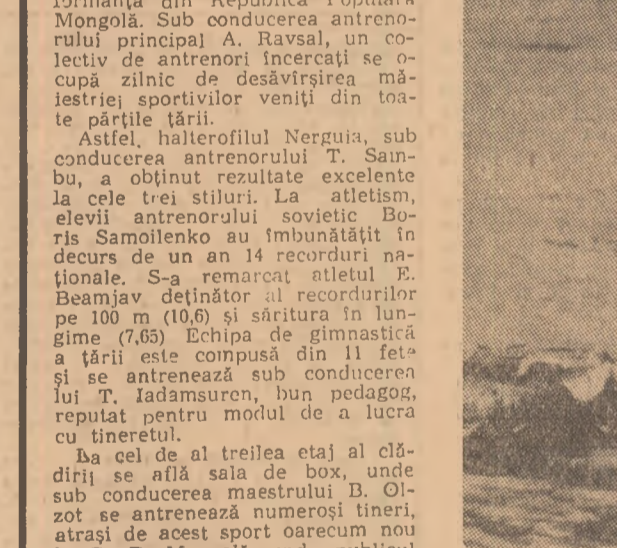 formanță din Republica Populară
Mongolă. Sub conducerea antreno-
rului principal A. Ravsal, un co-
lectiv de antrenori încercați se o-
cupă zilnic de desăvîrșirea mă-
iestriei sportivilor veniți din toa-
te părțile țării.
Astfel, halterofilul Nerguia, sub
conducerea antrenorului T. Sam-
bu, a obținut rezultate excelente
la cele trei stiluri. La atletism,
elevii antrenorului sovietic Bo-
ris Samoilenko au îmbunătățit în
decurs de un an 14 recorduri na-
ționale. S-a remarcat atletul E.
Beamjav deținător al recordurilor
pe 100 m (10,6) și săritura în lun-
gime (7,65) Echipa de gimnastică
a țării este compusă din 11 fete
și se antrenează sub conducerea
lui T. Iadamsuren, bun pedagog,
reputat pentru modul de a lucra
cu tineretul.
La cel de al treilea etaj al clă-
dirii se află sala de box, unde
sub conducerea maestrului B. Ol-
zot se antrenează numeroși tineri,
atrași de acest sport oarecum nou
publicul